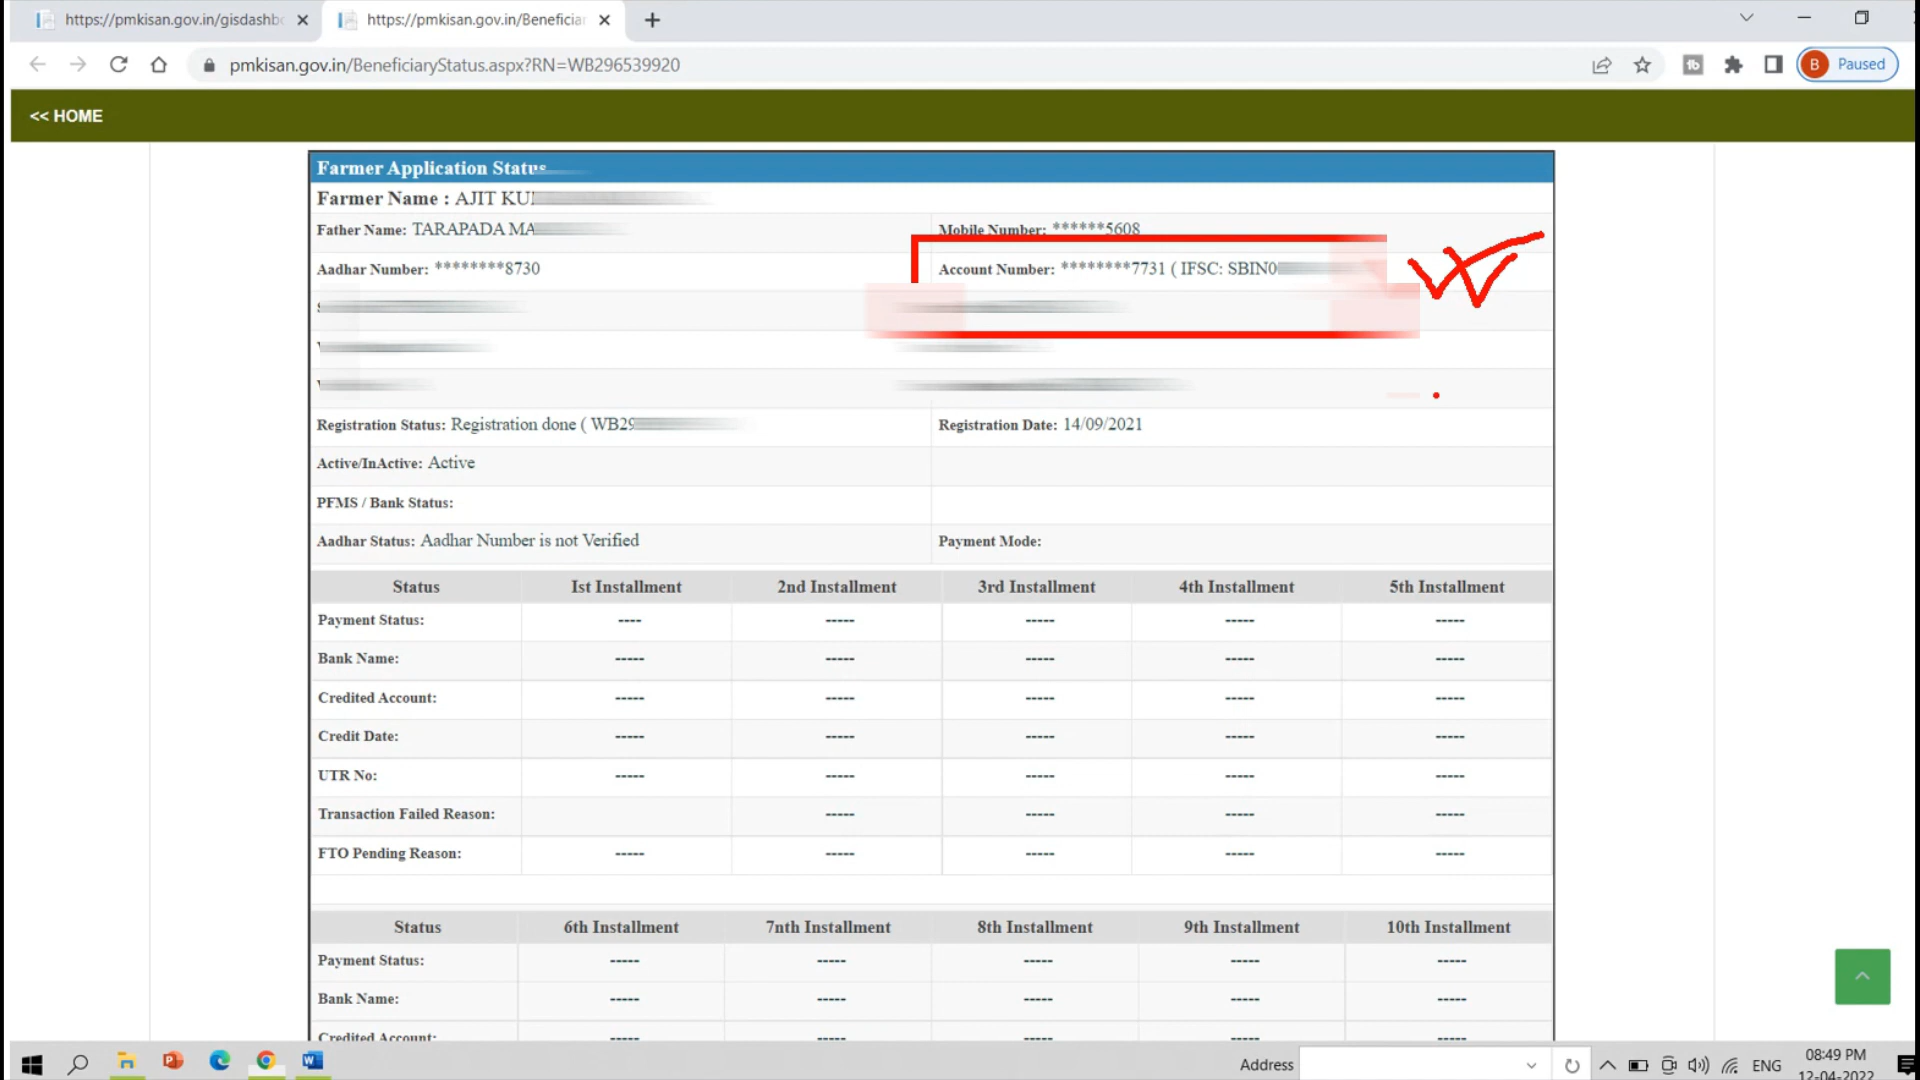 https://pmkisan.gov.in/gisdashb
https://pmkisan.gov.in/Beneficiar
pmkisan.gov.in/BeneficiaryStatus.aspx?RN=WB296539920
B Paused
<< HOME
Farmer Application Status
Farmer Name : AJIT
Father Name: TARAPADA Mobile Number: ******5608
Aadhar Number: ********8730 Account Number: ********7731 ( IFSC: SBIN0
Registration Status: Registration done ( WB29 Registration Date: 14/09/2021
Active/InActive: Active
PFMS / Bank Status:
Aadhar Status: Aadhar Number is not Verified Payment Mode:
Status Ist Installment 2nd Installment 3rd Installment 4th Installment 5th Installment
Payment Status: ---- ----- ----- ----- -----
Bank Name: ----- ----- ----- ----- -----
Credited Account: ----- ----- ----- ----- -----
Credit Date: ----- ----- ----- ----- -----
UTR No: ----- ----- ----- ----- -----
Transaction Failed Reason: ----- ----- ----- -----
FTO Pending Reason: ----- ----- ----- ----- -----
Status 6th Installment 7nth Installment 8th Installment 9th Installment 10th Installment
Payment Status: ----- ----- ----- ----- -----
Bank Name: ----- ----- ----- ----- -----
Credited Account: ----- ----- ----- ----- -----
Address ENG 08:49 PM
12-04-2022